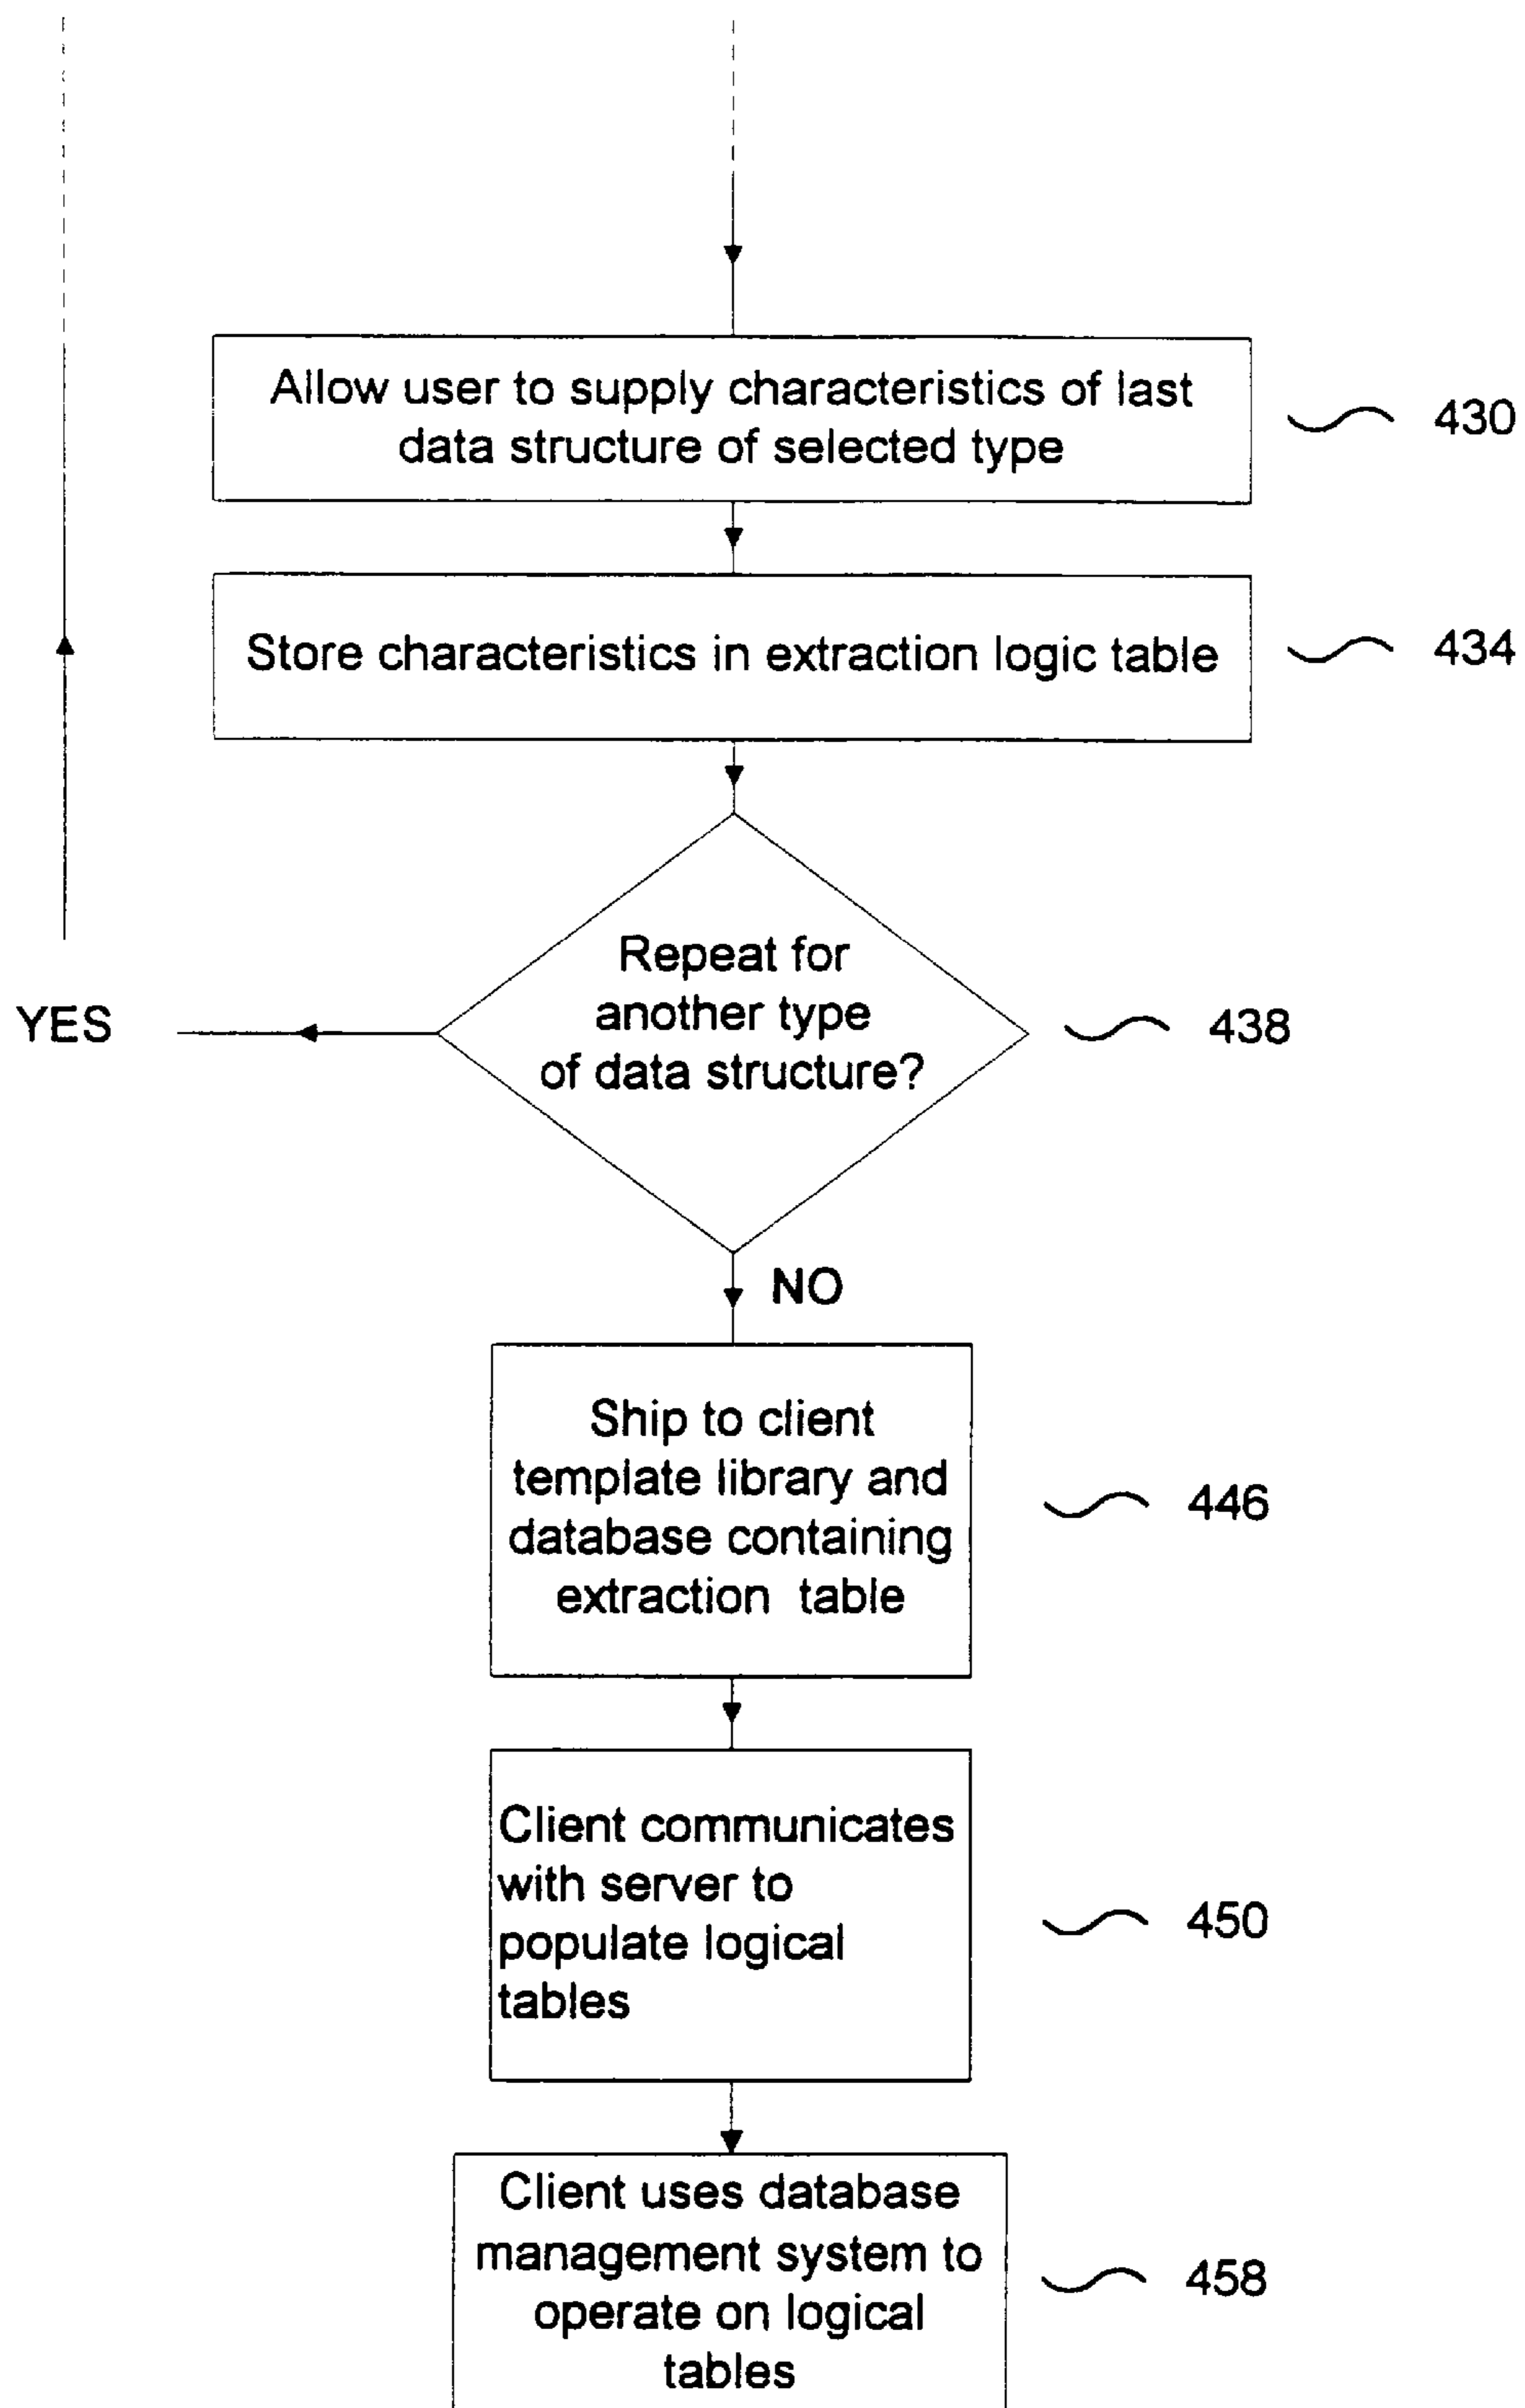 Allow user to supply characteristics of last
data structure of selected type
430
Store characteristics in extraction logic table
434
Repeat for
another type
of data structure?
YES
438
NO
Ship to client
template library and
database containing
extraction table
446
Client communicates
with server to
populate logical
tables
450
Client uses database
management system to
operate on logical
tables
458